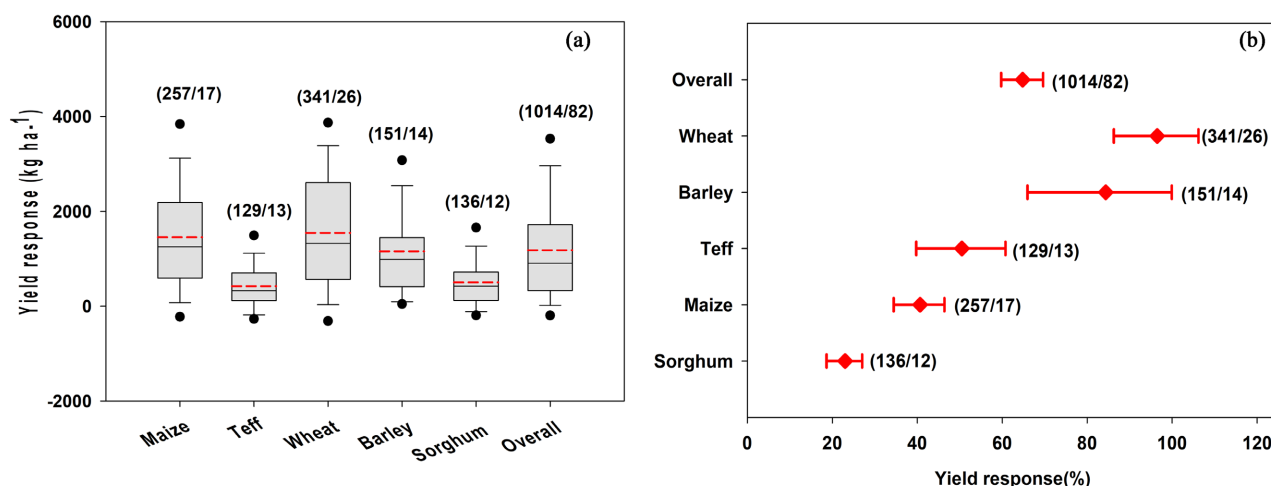 (a)
Yield response (kg ha-1)
6000
4000
2000
0
-2000
(257/17)
(129/13)
(341/26)
(151/14)
(136/12)
(1014/82)
Maize
Teff
Wheat
Barley
Sorghum
Overall
(b)
Overall
(1014/82)
Wheat
(341/26)
Barley
(151/14)
Teff
(129/13)
Maize
(257/17)
Sorghum
(136/12)
0 20 40 60 80 100 120
Yield response(%)